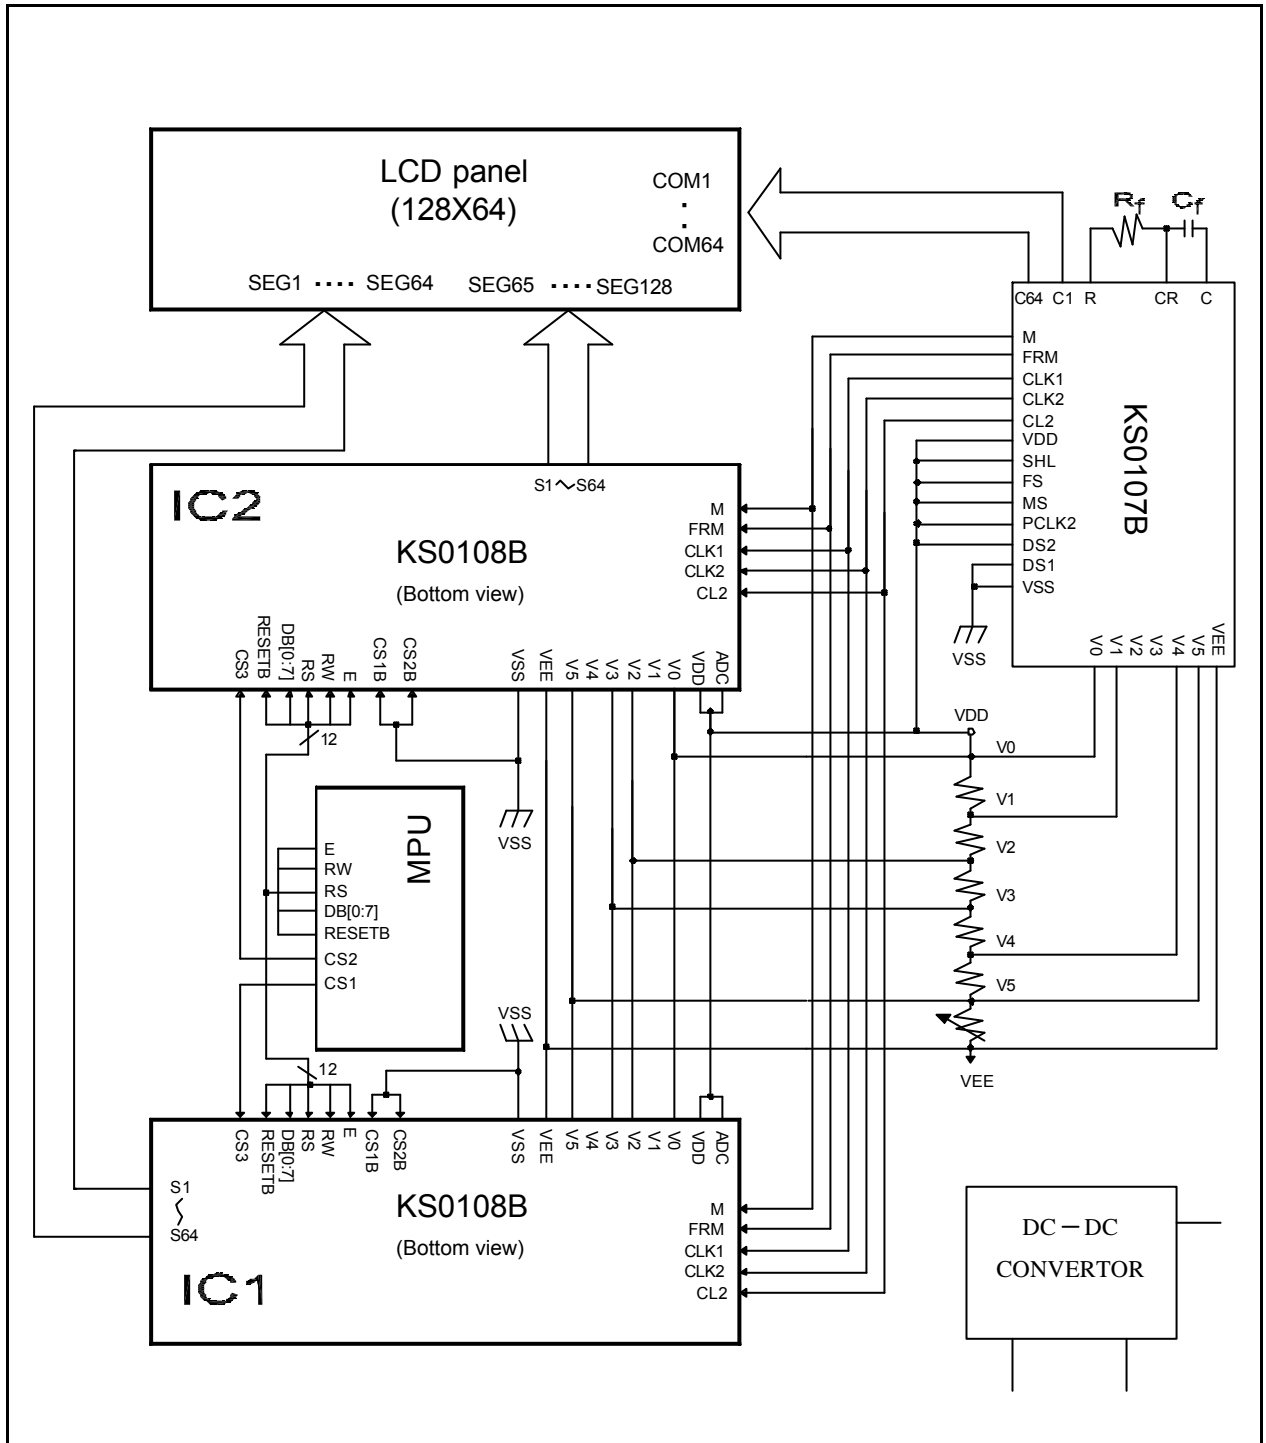 LCD panel
(128X64)
COM1
:
COM64
SEG1 ···· SEG64
SEG65 ···· SEG128
Rf
Cf
C64
C1
R
CR
C
M
FRM
CLK1
CLK2
CL2
VDD
SHL
FS
MS
PCLK2
DS2
DS1
VSS
KS0107B
V0
V1
V2
V3
V4
V5
VEE
VSS
IC2
S1～S64
KS0108B
(Bottom view)
M
FRM
CLK1
CLK2
CL2
CS3
RESETB
DB[0:7]
RS
RW
E
CS1B
CS2B
VSS
VEE
V5
V4
V3
V2
V1
V0
VDD
ADC
12
VSS
VDD
V0
V1
V2
V3
V4
V5
VEE
MPU
E
RW
RS
DB[0:7]
RESETB
CS2
CS1
VSS
12
CS3
RESETB
DB[0:7]
RS
RW
E
CS1B
CS2B
VSS
VEE
V5
V4
V3
V2
V1
V0
VDD
ADC
S1
～
S64
KS0108B
(Bottom view)
IC1
M
FRM
CLK1
CLK2
CL2
DC－DC
CONVERTOR